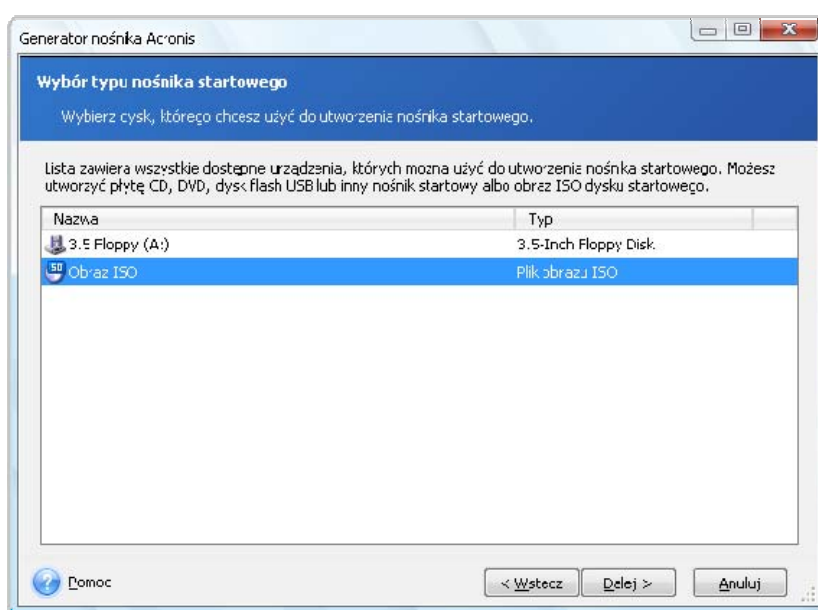 Generator nośnika Acronis
Wybór typu nośnika startowego
Wybierz dysk, którego chcesz użyć do utworzenia nośnika startowego.
Lista zawiera wszystkie dostępne urządzenia, których można użyć do utworzenia nośnika startowego. Możesz
utworzyć płytę CD, DVD, dysk flash USB lub inny nośnik startowy albo obraz ISO dysku startowego.
Nazwa Typ
3.5 Floppy (A:) 3.5-Inch Floppy Disk
Obraz ISO Plik obrazu ISO
Pomoc < Wstecz Dalej > Anuluj